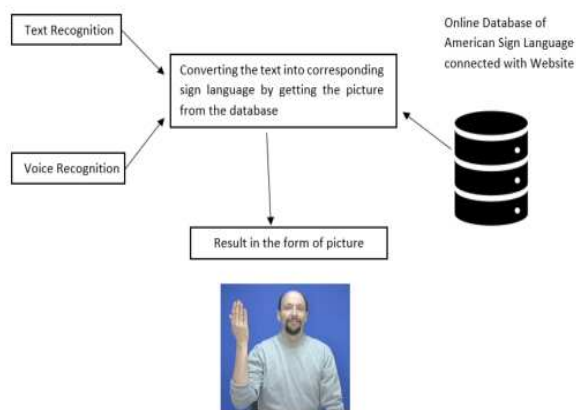 Text Recognition
Online Database of
American Sign Language
connected with Website
Converting the text into corresponding
sign language by getting the picture
from the database
Voice Recognition
Result in the form of picture